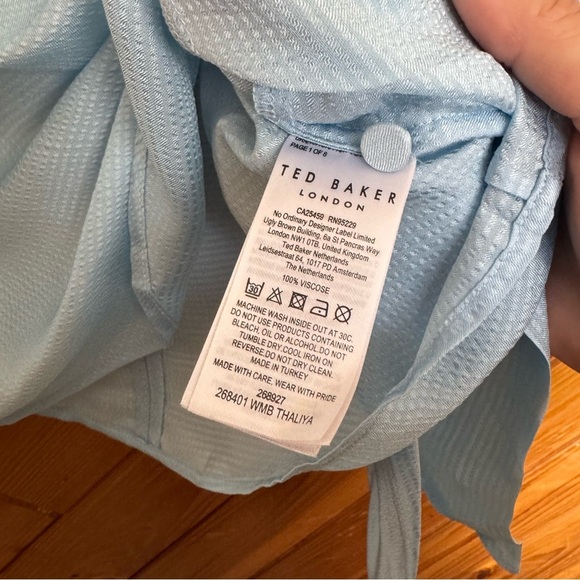 PAGE 1 OF 8
TED BAKER
LONDON
CA25459 RN95229
No Ordinary Designer Label Limited
Ugly Brown Building, 6a St Pancras Way
London NW1 0TB. United Kingdom
Ted Baker Netherlands
Leidsestraat 64, 1017 PD Amsterdam
The Netherlands
100% VISCOSE
30
MACHINE WASH INSIDE OUT AT 30C.
DO NOT USE PRODUCTS CONTAINING
BLEACH, OIL OR ALCOHOL.DO NOT
TUMBLE DRY.COOL IRON ON
REVERSE.DO NOT DRY CLEAN.
MADE IN TURKEY
MADE WITH CARE, WEAR WITH PRIDE
268927
268401 WMB THALIYA